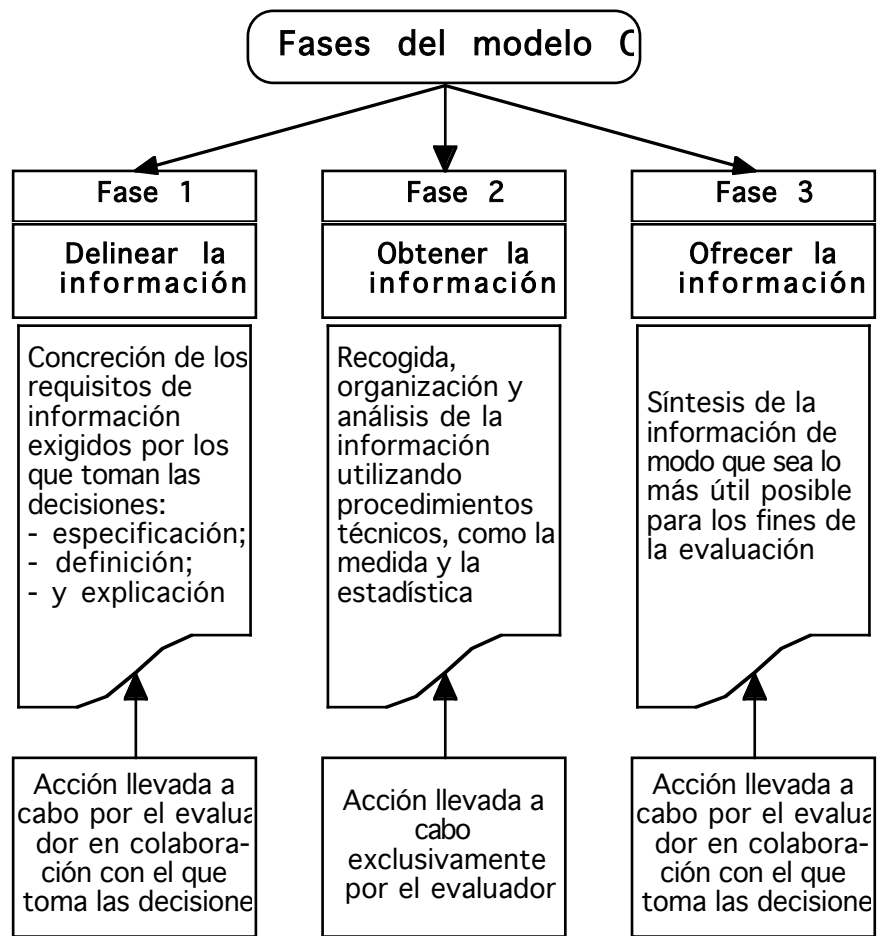 Fases del modelo C
Fase 1
Delinear la
información
Concreción de los
requisitos de
información
exigidos por los
que toman las
decisiones:
- especificación;
- definición;
- y explicación
Acción llevada a
cabo por el evalua
dor en colabora-
ción con el que
toma las decisione
Fase 2
Obtener la
información
Recogida,
organización y
análisis de la
información
utilizando
procedimientos
técnicos, como la
medida y la
estadística
Acción llevada a
cabo
exclusivamente
por el evaluador
Fase 3
Ofrecer la
información
Síntesis de la
información de
modo que sea lo
más útil posible
para los fines de
la evaluación
Acción llevada a
cabo por el evalua
dor en colabora-
ción con el que
toma las decisione